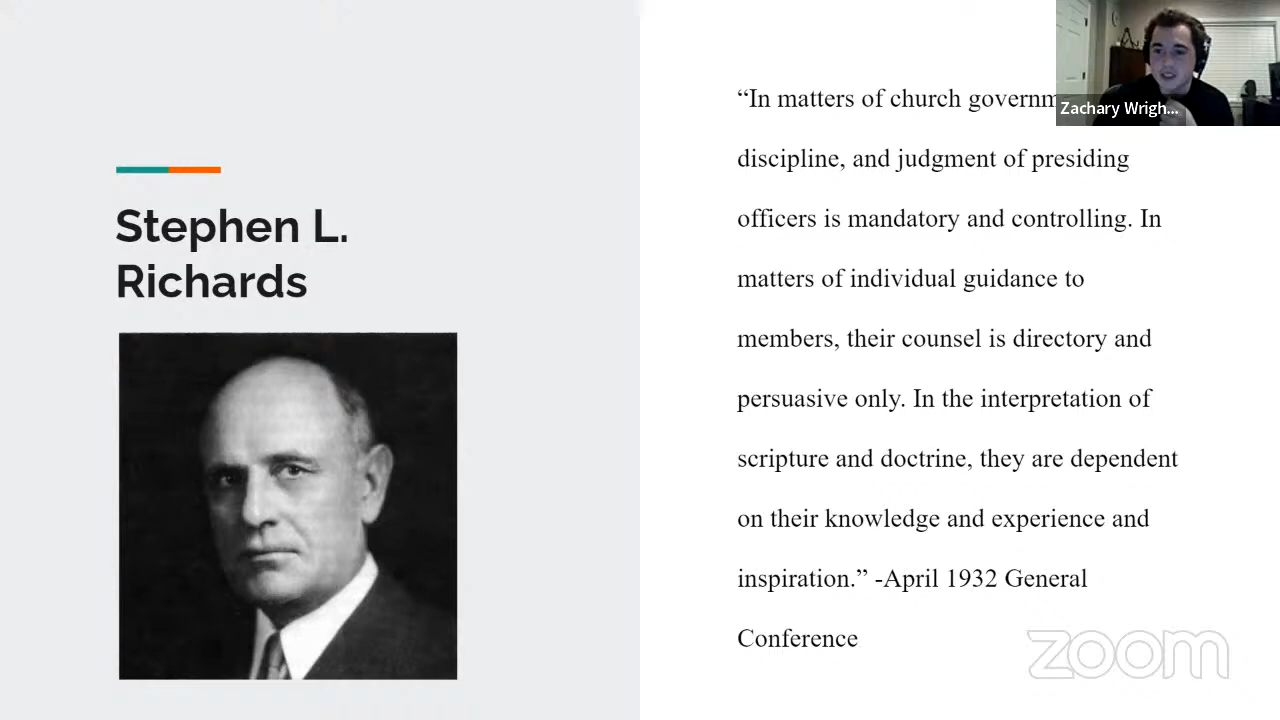 Stephen L.
Richards
“In matters of church
discipline, and judgment of presiding
officers is mandatory and controlling. In
matters of individual guidance to
members, their counsel is directory and
persuasive only. In the interpretation of
scripture and doctrine, they are dependent
on their knowledge and experience and
inspiration.” -April 1932 General
Conference
Zachary Wrigh...
zoom